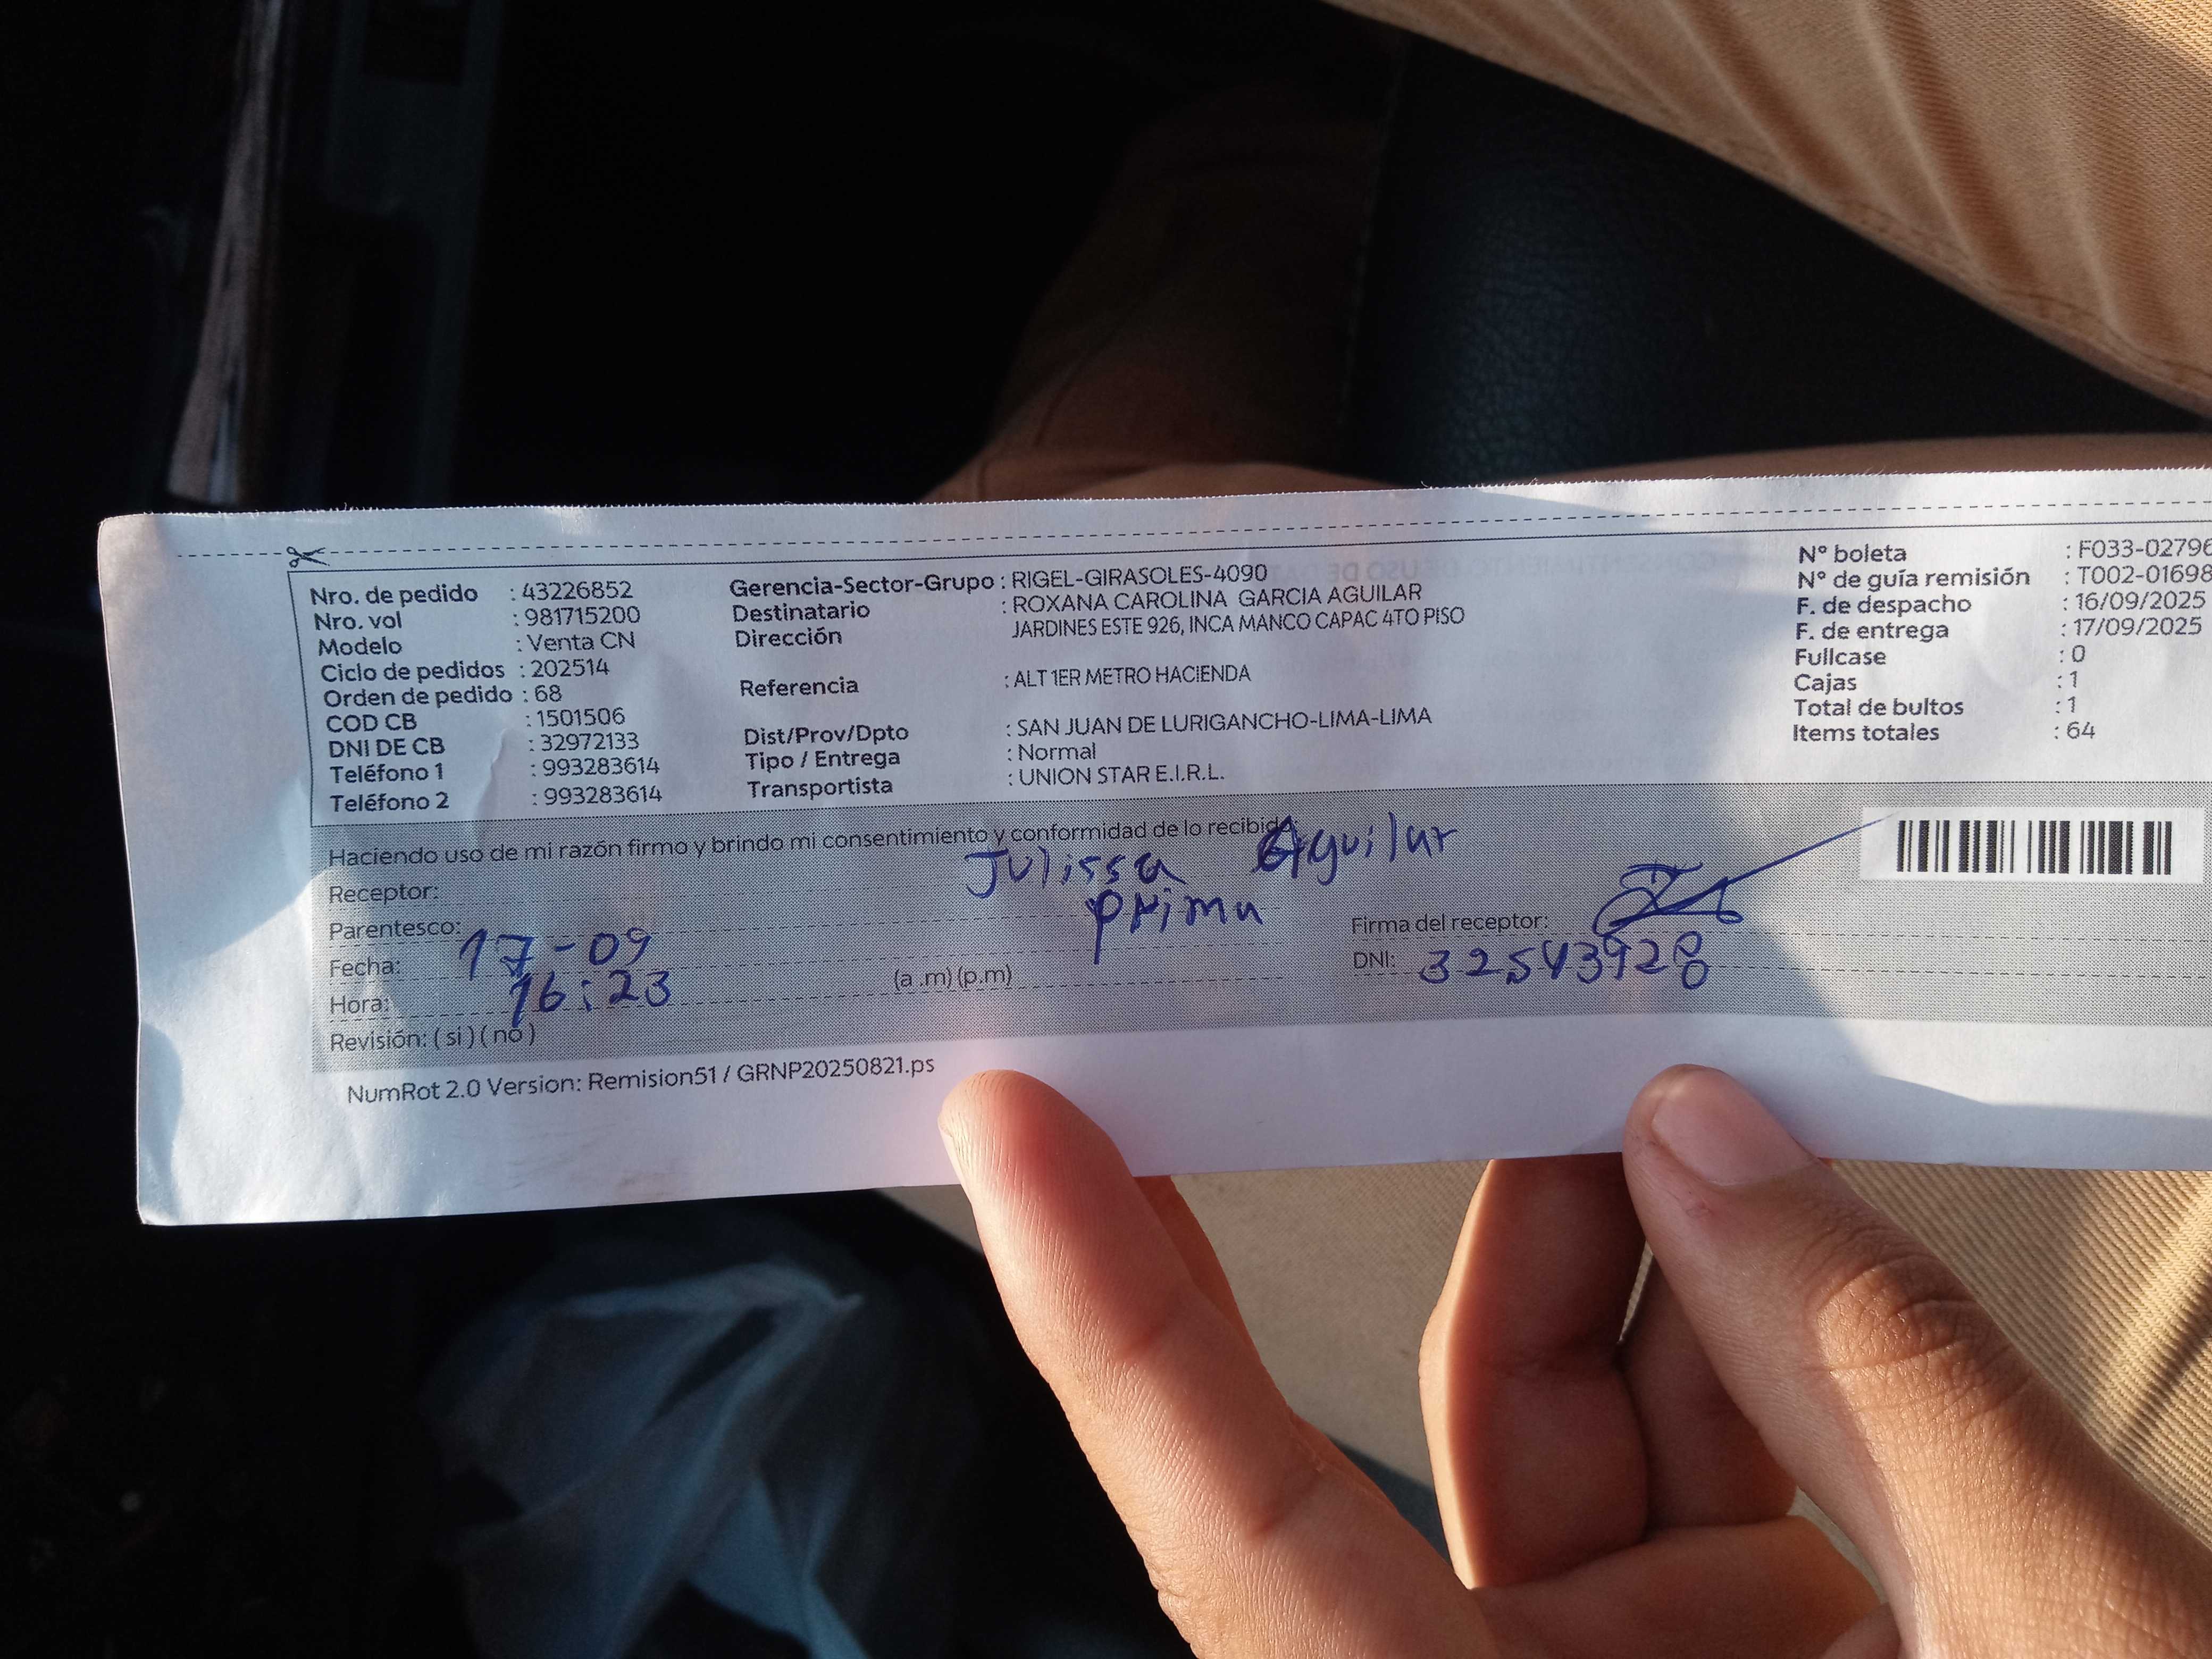 Nro. de pedido : 43226852
Nro. vol : 981715200
Modelo : Venta CN
Ciclo de pedidos : 202514
Orden de pedido : 68
COD CB : 1501506
DNI DE CB : 32972133
Teléfono 1 : 993283614
Teléfono 2 : 993283614
Gerencia-Sector-Grupo : RIGEL-GIRASOLES-4090
Destinatario : ROXANA CAROLINA GARCIA AGUILAR
Dirección JARDINES ESTE 926, INCA MANCO CAPAC 4TO PISO
Referencia : ALT 1ER METRO HACIENDA
Dist/Prov/Dpto : SAN JUAN DE LURIGANCHO-LIMA-LIMA
Tipo / Entrega : Normal
Transportista : UNION STAR E.I.R.L.
N° boleta : F033-02796
N° de guía remisión : T002-01698
F. de despacho : 16/09/2025
F. de entrega : 17/09/2025
Fullcase : 0
Cajas : 1
Total de bultos : 1
Items totales : 64
Haciendo uso de mi razón firmo y brindo mi consentimiento y conformidad de lo recibido
Receptor: Julissa Aguilar
Parentesco: prima
Fecha: 17-09
Hora: 16:23 (a .m) (p.m)
Revisión: ( si ) ( no )
Firma del receptor:
DNI: 32543928
NumRot 2.0 Version: Remision51 / GRNP20250821.ps